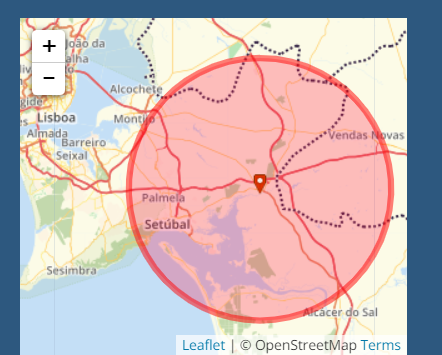 +
−
João da
Alcochete
Lisboa
Montijo
Almada
Barreiro
Seixal
Vendas Novas
Palmela
Setúbal
Sesimbra
Alcácer do Sal
Leaflet | © OpenStreetMap Terms